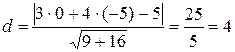 d = |3·0+4·(−5)−5| / √(9+16) = 25/5 = 4